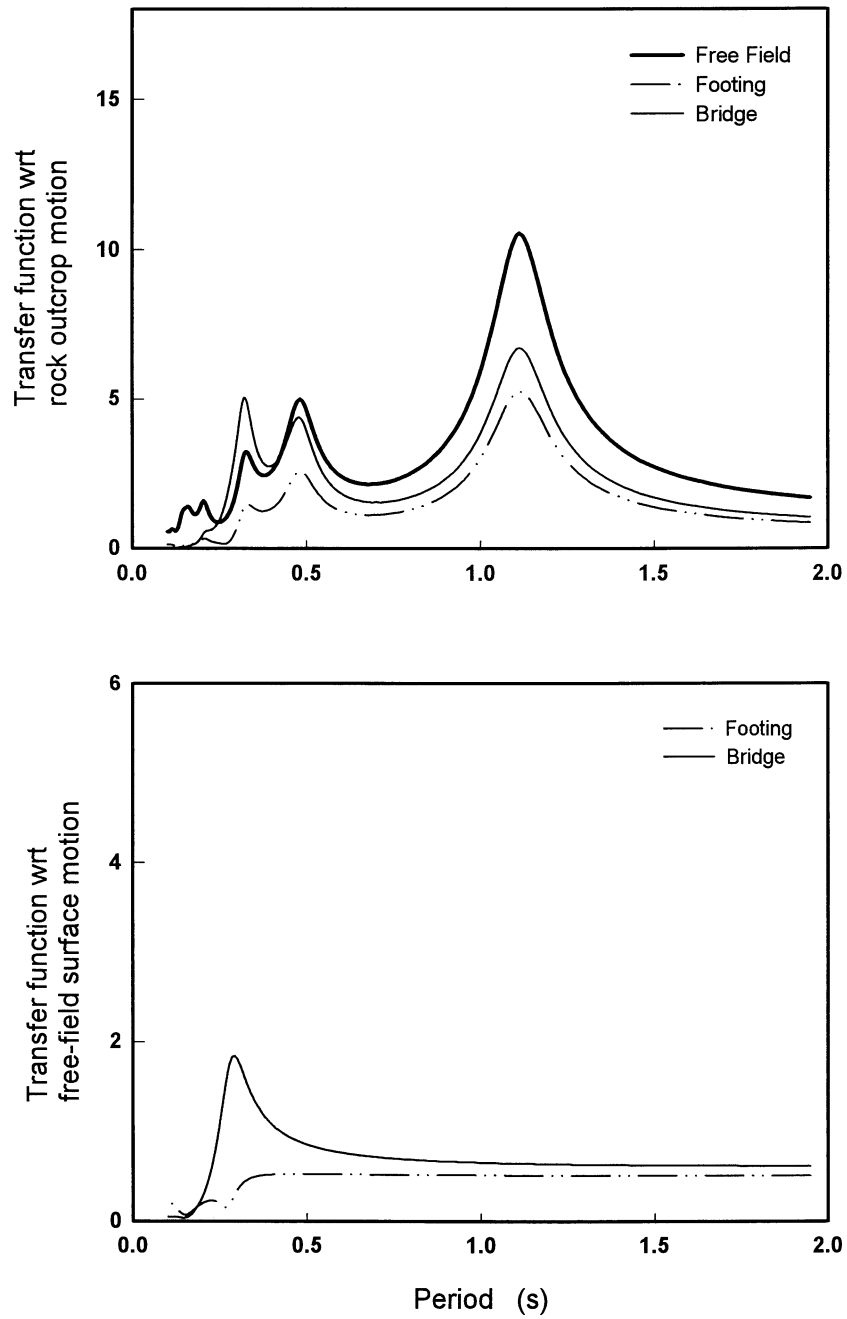 Transfer function wrt
rock outcrop motion
15
10
5
0
Free Field
Footing
Bridge
0.0 0.5 1.0 1.5 2.0
Transfer function wrt
free-field surface motion
6
4
2
0
Footing
Bridge
0.0 0.5 1.0 1.5 2.0
Period (s)